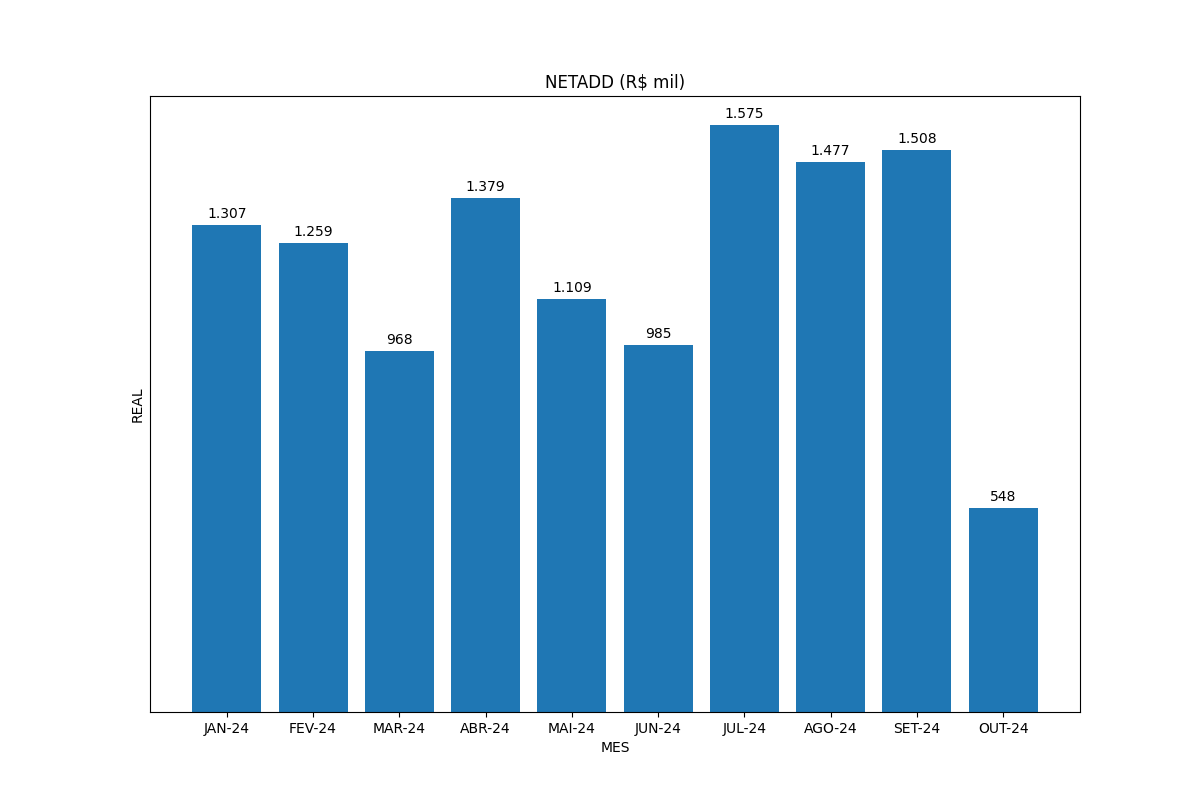 NETADD (R$ mil)
1.575
1.508
1.477
1.379
1.307
1.259
1.109
985
968
548
REAL
JAN-24 FEV-24 MAR-24 ABR-24 MAI-24 JUN-24 JUL-24 AGO-24 SET-24 OUT-24
MES